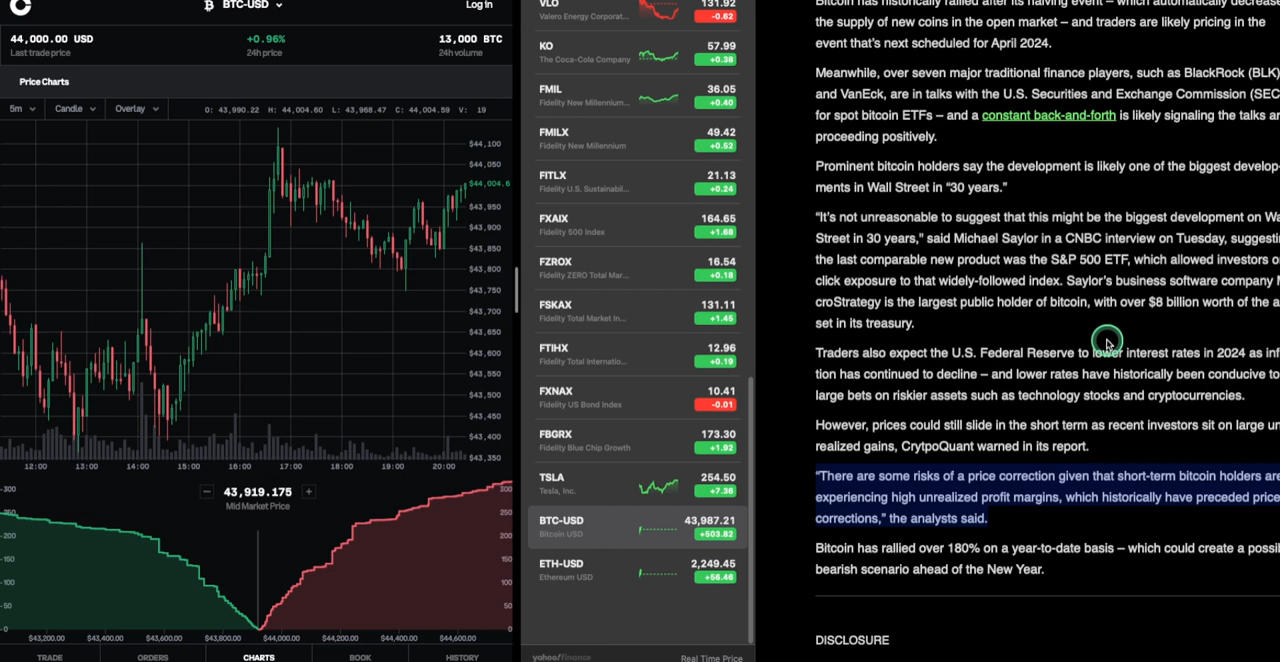 BTC-USD
Log In
44,000.00 USD
Last trade price
+0.96%
24h price
13,000 BTC
24h volume
Price Charts
5m
Candle
Overlay
O: 43,990.22 H: 44,004.60 L: 43,968.47 C: 44,004.59 V: 19
$44,100
$44,050
$44,004.6
$43,950
$43,900
$43,850
$43,800
$43,750
$43,700
$43,650
$43,600
$43,550
$43,500
$43,450
$43,400
$43,350
12:00 13:00 14:00 15:00 16:00 17:00 18:00 19:00 20:00
43,919.175
Mid Market Price
300
250
200
150
100
50
0
300
250
200
150
100
50
0
$43,200.00 $43,400.00 $43,600.00 $43,800.00 $44,000.00 $44,200.00 $44,400.00 $44,600.00
TRADE ORDERS CHARTS BOOK HISTORY
VLO 131.92
Valero Energy Corporat... -0.62
KO 57.99
The Coca-Cola Company +0.38
FMIL 36.05
Fidelity New Millennium... +0.40
FMILX 49.42
Fidelity New Millennium +0.52
FITLX 21.13
Fidelity U.S. Sustainabil... +0.24
FXAIX 164.65
Fidelity 500 Index +1.68
FZROX 16.54
Fidelity ZERO Total Mar... +0.18
FSKAX 131.11
Fidelity Total Market In... +1.45
FTIHX 12.96
Fidelity Total Internatio... +0.19
FXNAX 10.41
Fidelity US Bond Index -0.01
FBGRX 173.30
Fidelity Blue Chip Growth +1.92
TSLA 254.50
Tesla, Inc. +7.36
BTC-USD 43,987.21
Bitcoin USD +503.82
ETH-USD 2,249.45
Ethereum USD +56.46
yahoo!finance Real Time Price
Bitcoin has historically rallied after its halving event – which automatically decrease
the supply of new coins in the open market – and traders are likely pricing in the
event that's next scheduled for April 2024.
Meanwhile, over seven major traditional finance players, such as BlackRock (BLK)
and VanEck, are in talks with the U.S. Securities and Exchange Commission (SEC
for spot bitcoin ETFs – and a constant back-and-forth is likely signaling the talks ar
proceeding positively.
Prominent bitcoin holders say the development is likely one of the biggest develop-
ments in Wall Street in “30 years.”
“It's not unreasonable to suggest that this might be the biggest development on Wa
Street in 30 years,” said Michael Saylor in a CNBC interview on Tuesday, suggesti
the last comparable new product was the S&P 500 ETF, which allowed investors o
click exposure to that widely-followed index. Saylor's business software company M
croStrategy is the largest public holder of bitcoin, with over $8 billion worth of the a
set in its treasury.
Traders also expect the U.S. Federal Reserve to lower interest rates in 2024 as inf
tion has continued to decline – and lower rates have historically been conducive to
large bets on riskier assets such as technology stocks and cryptocurrencies.
However, prices could still slide in the short term as recent investors sit on large un
realized gains, CrytpoQuant warned in its report.
“There are some risks of a price correction given that short-term bitcoin holders are
experiencing high unrealized profit margins, which historically have preceded price
corrections,” the analysts said.
Bitcoin has rallied over 180% on a year-to-date basis – which could create a possi
bearish scenario ahead of the New Year.
DISCLOSURE